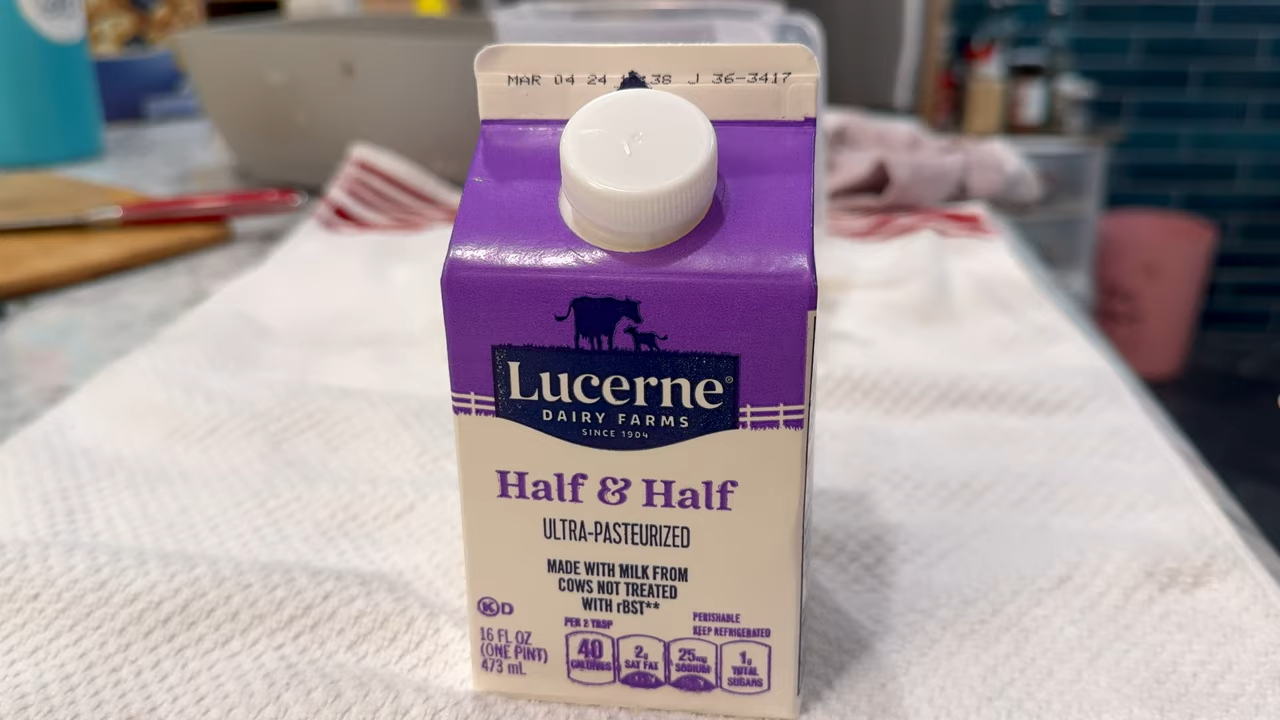 MAR 04 24 38 J 36-3417
Lucerne®
DAIRY FARMS
SINCE 1904
Half & Half
ULTRA-PASTEURIZED
MADE WITH MILK FROM
COWS NOT TREATED
WITH rBST**
K D
16 FL OZ
(ONE PINT)
473 mL
PER 2 TBSP
40
CALORIES
2g
SAT FAT
25mg
SODIUM
1g
TOTAL
SUGARS
PERISHABLE
KEEP REFRIGERATED